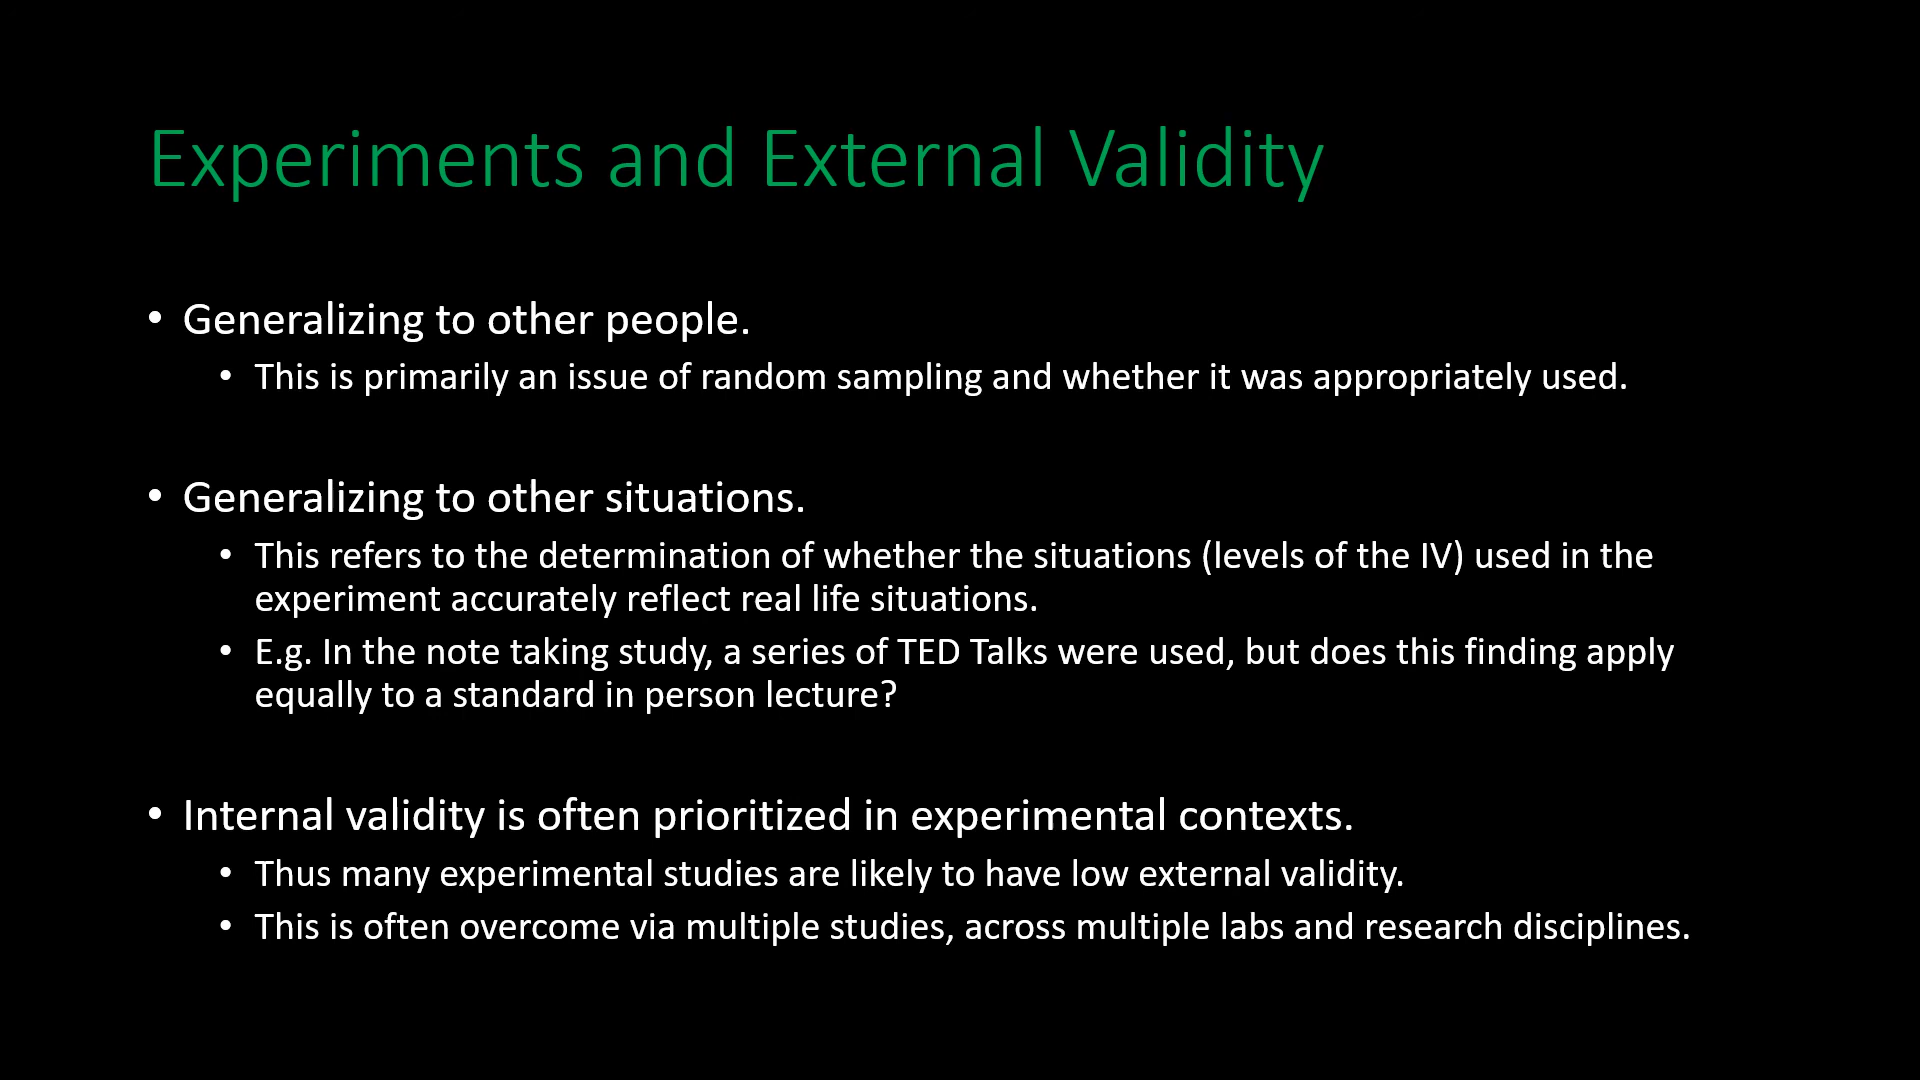 Experiments and External Validity
• Generalizing to other people.
• This is primarily an issue of random sampling and whether it was appropriately used.
• Generalizing to other situations.
• This refers to the determination of whether the situations (levels of the IV) used in the
experiment accurately reflect real life situations.
• E.g. In the note taking study, a series of TED Talks were used, but does this finding apply
equally to a standard in person lecture?
• Internal validity is often prioritized in experimental contexts.
• Thus many experimental studies are likely to have low external validity.
• This is often overcome via multiple studies, across multiple labs and research disciplines.